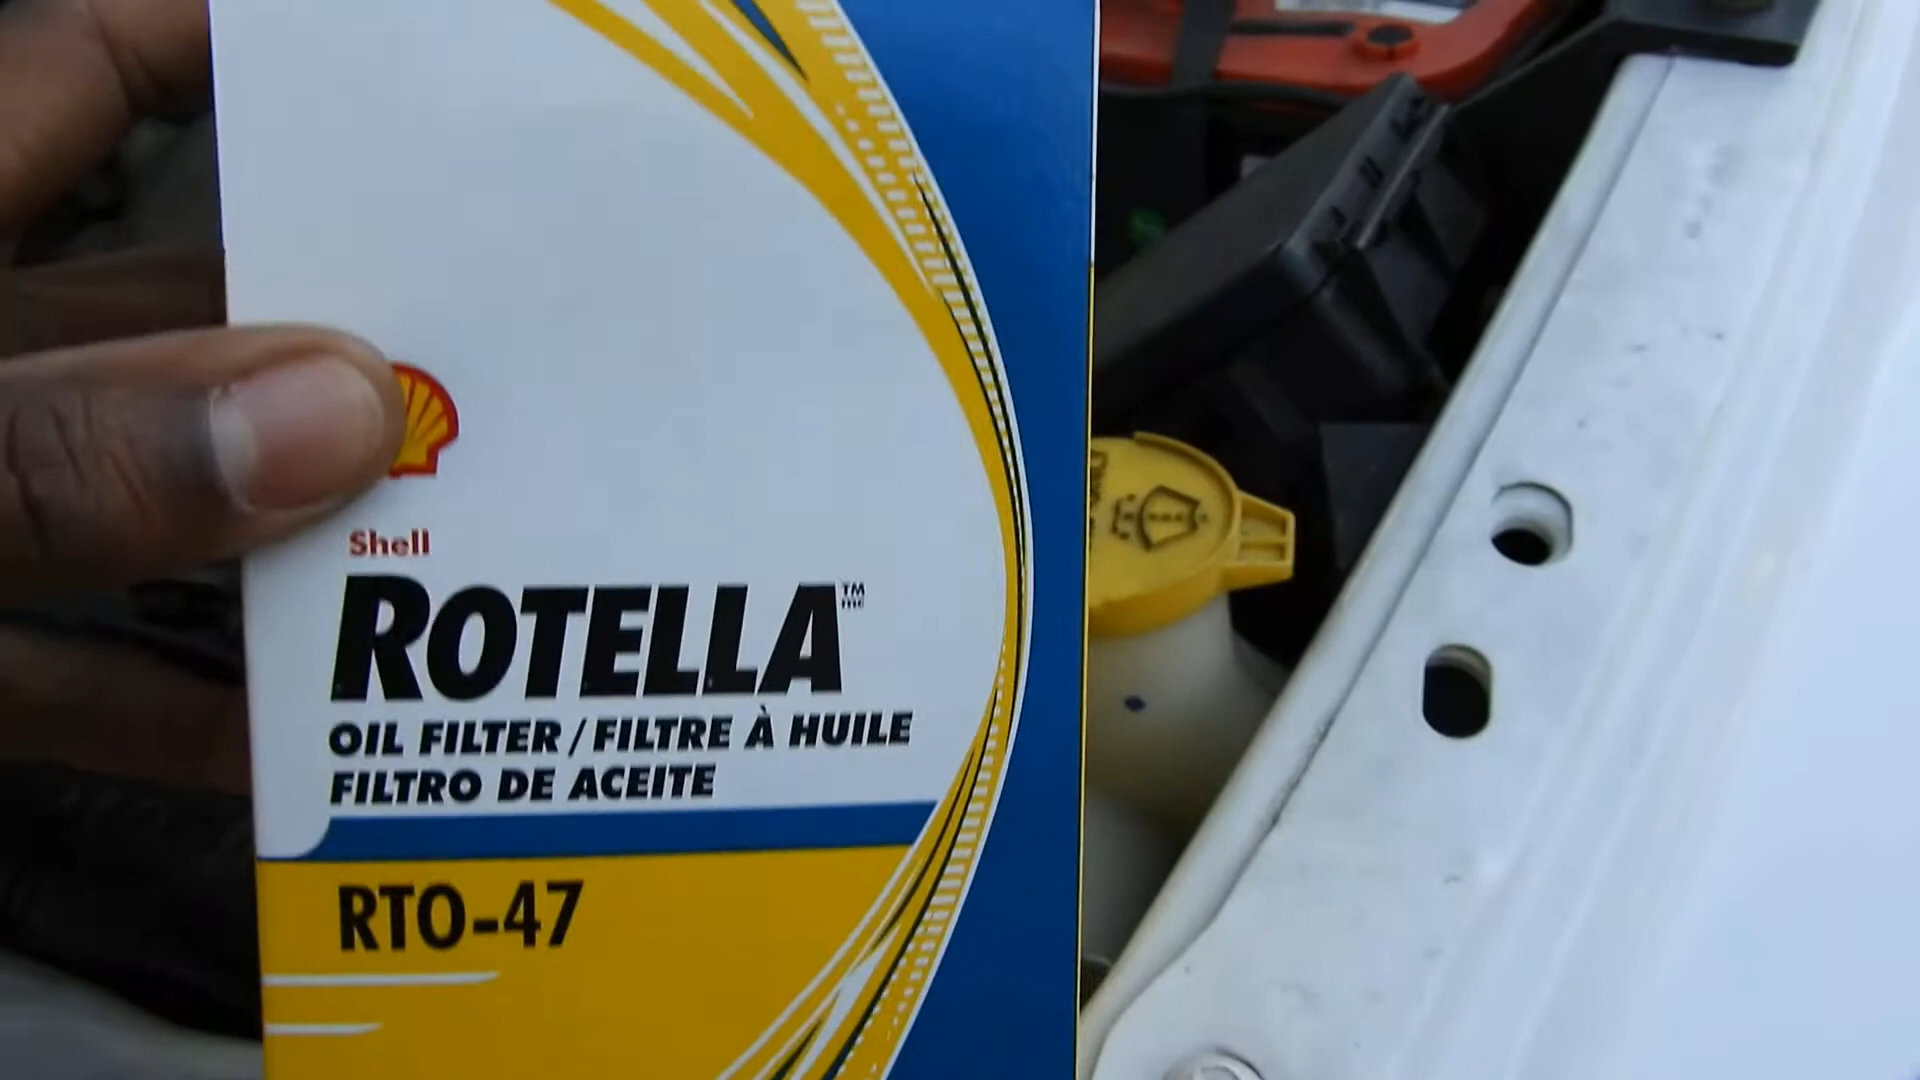 Shell
ROTELLA™
OIL FILTER / FILTRE À HUILE
FILTRO DE ACEITE
RTO-47